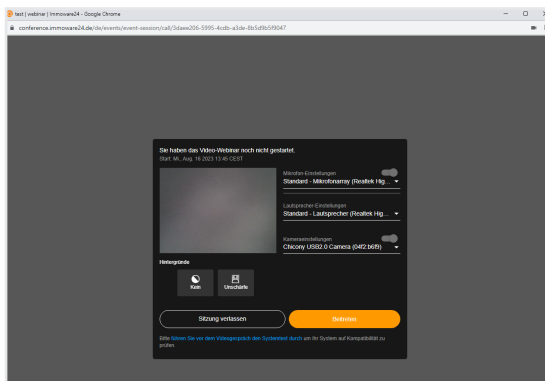 test | webinar | Immoware24 - Google Chrome
conference.immoware24.de/de/events/event-session/call/3daee206-5995-4cdb-a3de-8b5d9b5f9047
Sie haben das Video-Webinar noch nicht gestartet.
Start: Mi., Aug. 16 2023 13:45 CEST
Mikrofon-Einstellungen
Standard - Mikrofonarray (Realtek Hig...
Lautsprecher-Einstellungen
Standard - Lautsprecher (Realtek Hig...
Kameraeinstellungen
Chicony USB2.0 Camera (04f2:b6f9)
Hintergründe
Kein
Unschärfe
Sitzung verlassen
Beitreten
Bitte führen Sie vor dem Videogespräch den Systemtest durch um Ihr System auf Kompatibilität zu
prüfen